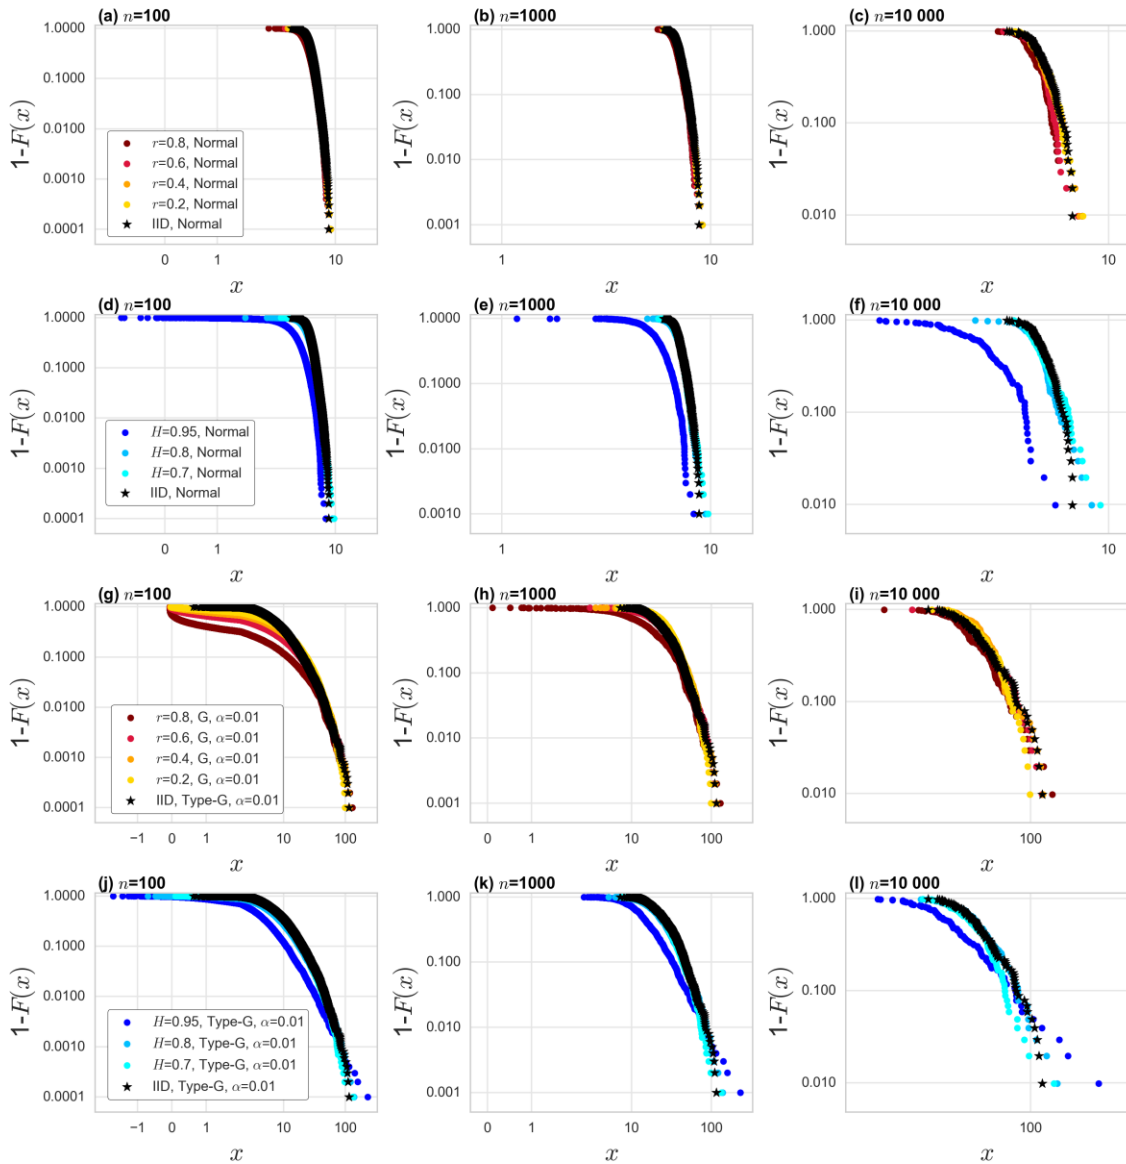 (a) n=100
1.0000
0.1000
0.0100
0.0010
0.0001
1-F(x)
r=0.8, Normal
r=0.6, Normal
r=0.4, Normal
r=0.2, Normal
IID, Normal
0 1 10
x
(b) n=1000
1.000
0.100
0.010
0.001
1-F(x)
1 10
x
(c) n=10 000
1.000
0.100
0.010
1-F(x)
10
x
(d) n=100
1.0000
0.1000
0.0100
0.0010
0.0001
1-F(x)
H=0.95, Normal
H=0.8, Normal
H=0.7, Normal
IID, Normal
0 1 10
x
(e) n=1000
1.0000
0.1000
0.0100
0.0010
1-F(x)
1 10
x
(f) n=10 000
1.000
0.100
0.010
1-F(x)
10
x
(g) n=100
1.0000
0.1000
0.0100
0.0010
0.0001
1-F(x)
r=0.8, G, α=0.01
r=0.6, G, α=0.01
r=0.4, G, α=0.01
r=0.2, G, α=0.01
IID, Type-G, α=0.01
−1 0 1 10 100
x
(h) n=1000
1.000
0.100
0.010
0.001
1-F(x)
0 1 10 100
x
(i) n=10 000
1.000
0.100
0.010
1-F(x)
100
x
(j) n=100
1.0000
0.1000
0.0100
0.0010
0.0001
1-F(x)
H=0.95, Type-G, α=0.01
H=0.8, Type-G, α=0.01
H=0.7, Type-G, α=0.01
IID, Type-G, α=0.01
−1 0 1 10 100
x
(k) n=1000
1.000
0.100
0.010
0.001
1-F(x)
0 1 10 100
x
(l) n=10 000
1.000
0.100
0.010
1-F(x)
100
x